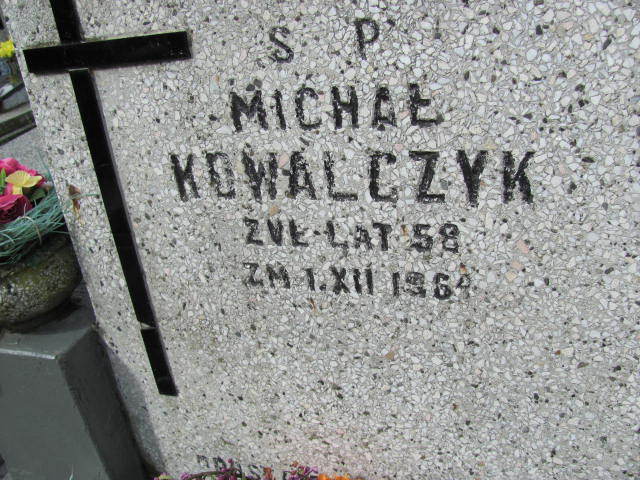 S P
MICHAŁ
KOWALCZYK
ŻYŁ LAT 58
ZM 1.XII 1964